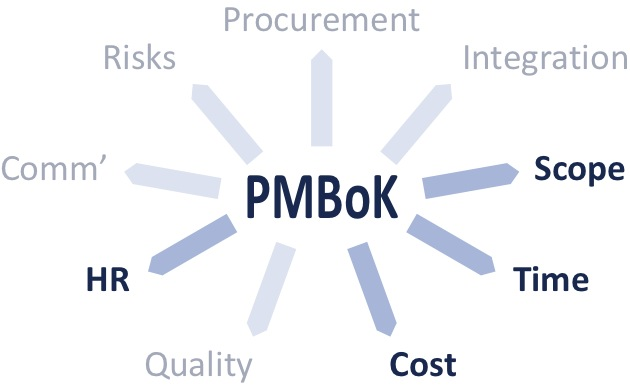 Procurement
Risks
Integration
Comm’
Scope
PMBoK
HR
Time
Quality
Cost